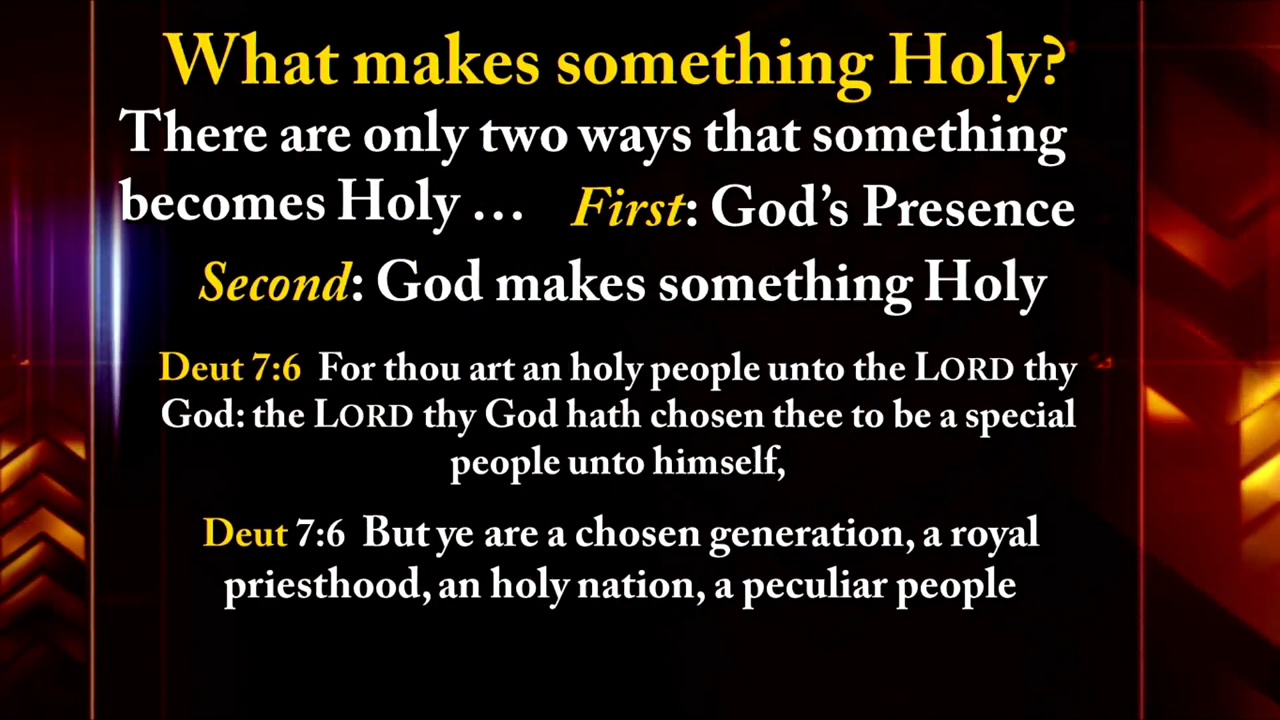 What makes something Holy?
There are only two ways that something
becomes Holy … First: God’s Presence
Second: God makes something Holy
Deut 7:6 For thou art an holy people unto the LORD thy
God: the LORD thy God hath chosen thee to be a special
people unto himself,
Deut 7:6 But ye are a chosen generation, a royal
priesthood, an holy nation, a peculiar people